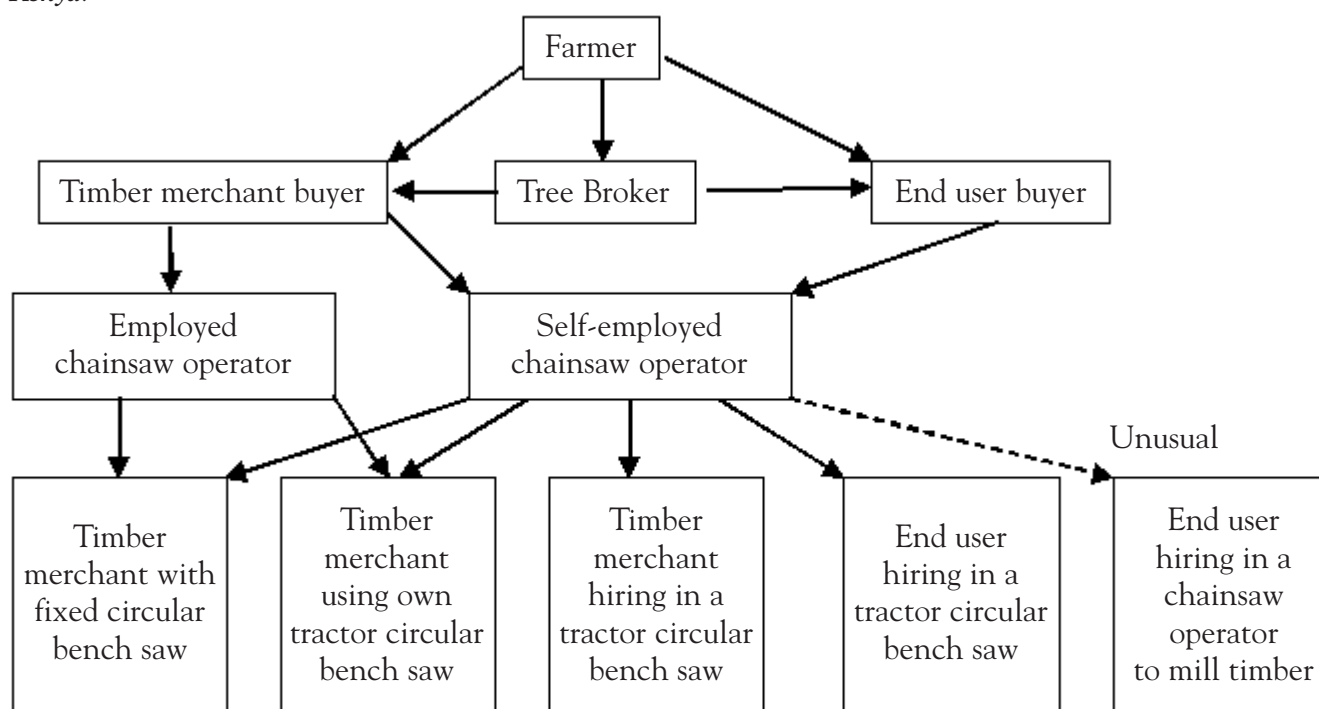 Kenya.
Farmer
Timber merchant buyer
Tree Broker
End user buyer
Employed
chainsaw operator
Self-employed
chainsaw operator
Unusual
Timber
merchant with
fixed circular
bench saw
Timber
merchant
using own
tractor circular
bench saw
Timber
merchant
hiring in a
tractor circular
bench saw
End user
hiring in a
tractor circular
bench saw
End user
hiring in a
chainsaw
operator
to mill timber